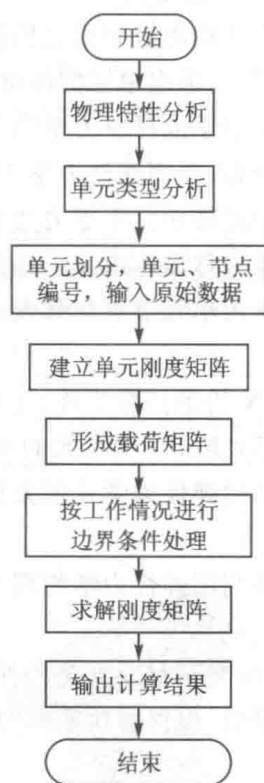 开始
物理特性分析
单元类型分析
单元划分，单元、节点
编号，输入原始数据
建立单元刚度矩阵
形成载荷矩阵
按工作情况进行
边界条件处理
求解刚度矩阵
输出计算结果
结束